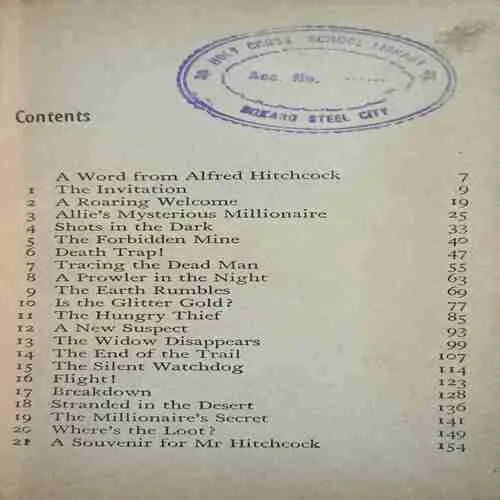 HOLY CROSS SCHOOL LIBRARY
Acc. No. ......
BOKARO STEEL CITY
Contents
A Word from Alfred Hitchcock 7
1 The Invitation 9
2 A Roaring Welcome 19
3 Allie's Mysterious Millionaire 25
4 Shots in the Dark 33
5 The Forbidden Mine 40
6 Death Trap! 47
7 Tracing the Dead Man 55
8 A Prowler in the Night 63
9 The Earth Rumbles 69
10 Is the Glitter Gold? 77
11 The Hungry Thief 85
12 A New Suspect 93
13 The Widow Disappears 99
14 The End of the Trail 107
15 The Silent Watchdog 114
16 Flight! 123
17 Breakdown 128
18 Stranded in the Desert 136
19 The Millionaire's Secret 141
20 Where's the Loot? 149
21 A Souvenir for Mr Hitchcock 154